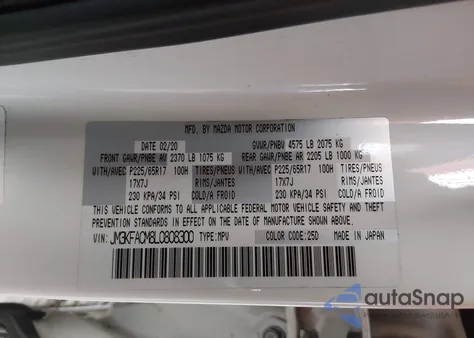 MFD. BY MAZDA MOTOR CORPORATION
DATE 02/20 GVWR/PNBV 4575 LB 2075 KG
FRONT GAWR/PNBE AV 2370 LB 1075 KG REAR GAWR/PNBE AR 2205 LB 1000 KG
WITH/AVEC P225/65R17 100H TIRES/PNEUS WITH/AVEC P225/65R17 100H TIRES/PNEUS
17X7J RIMS/JANTES 17X7J RIMS/JANTES
230 KPA/34 PSI COLD/A FROID 230 KPA/34 PSI COLD/A FROID
THIS VEHICLE CONFORMS TO ALL APPLICABLE FEDERAL MOTOR VEHICLE SAFETY
STANDARDS IN EFFECT ON THE DATE OF MANUFACTURE SHOWN ABOVE.
VIN: JM3KFACM8L0808300 TYPE:MPV COLOR CODE:25D MADE IN JAPAN
autoSnap